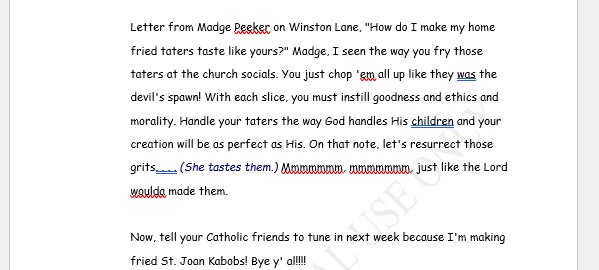 Letter from Madge Peeker on Winston Lane, "How do I make my home
fried taters taste like yours?" Madge, I seen the way you fry those
taters at the church socials. You just chop 'em all up like they was the
devil's spawn! With each slice, you must instill goodness and ethics and
morality. Handle your taters the way God handles His children and your
creation will be as perfect as His. On that note, let's resurrect those
grits.... (She tastes them.) Mmmmmmm, mmmmmmm, just like the Lord
woulda made them.
Now, tell your Catholic friends to tune in next week because I'm making
fried St. Joan Kabobs! Bye y' al!!!!
AL USE ONLY